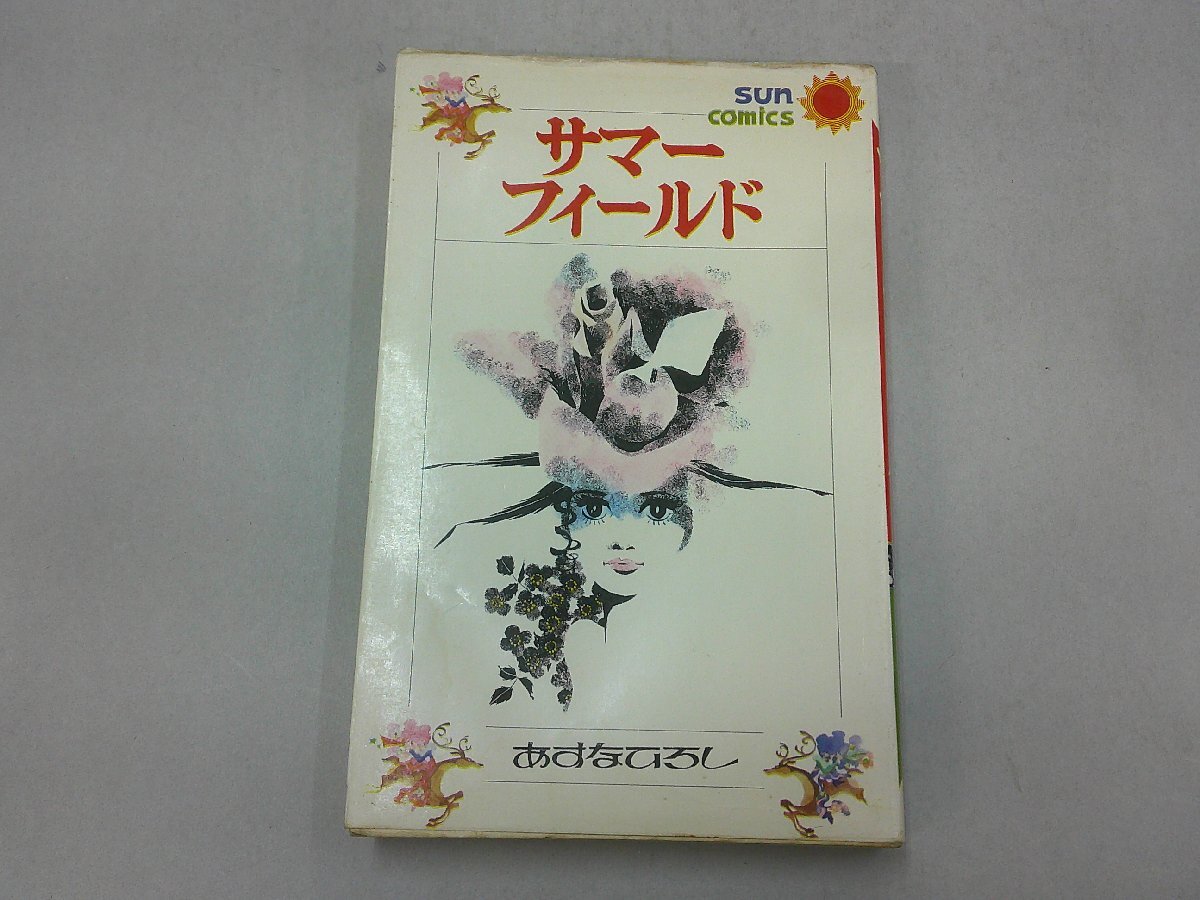 sun
comics
サマー
フィールド
あすなひろし